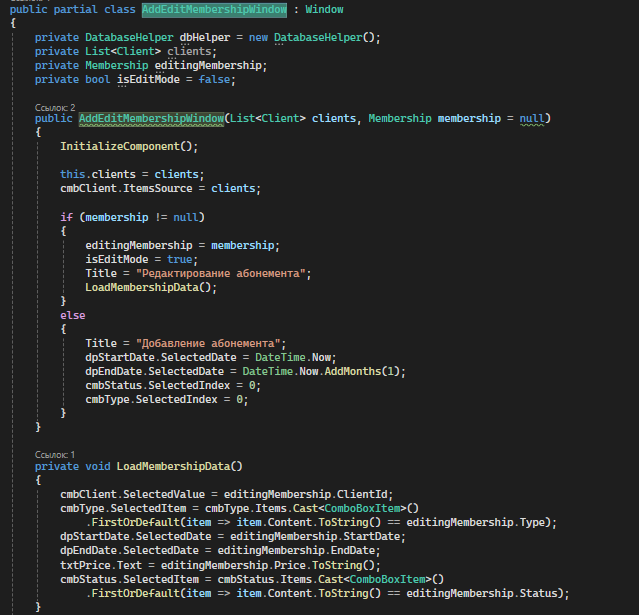 public partial class AddEditMembershipWindow : Window
{
private DatabaseHelper dbHelper = new DatabaseHelper();
private List<Client> clients;
private Membership editingMembership;
private bool isEditMode = false;
Ссылок: 2
public AddEditMembershipWindow(List<Client> clients, Membership membership = null)
{
InitializeComponent();
this.clients = clients;
cmbClient.ItemsSource = clients;
if (membership != null)
{
editingMembership = membership;
isEditMode = true;
Title = "Редактирование абонемента";
LoadMembershipData();
}
else
{
Title = "Добавление абонемента";
dpStartDate.SelectedDate = DateTime.Now;
dpEndDate.SelectedDate = DateTime.Now.AddMonths(1);
cmbStatus.SelectedIndex = 0;
cmbType.SelectedIndex = 0;
}
}
Ссылок: 1
private void LoadMembershipData()
{
cmbClient.SelectedValue = editingMembership.ClientId;
cmbType.SelectedItem = cmbType.Items.Cast<ComboBoxItem>()
.FirstOrDefault(item => item.Content.ToString() == editingMembership.Type);
dpStartDate.SelectedDate = editingMembership.StartDate;
dpEndDate.SelectedDate = editingMembership.EndDate;
txtPrice.Text = editingMembership.Price.ToString();
cmbStatus.SelectedItem = cmbStatus.Items.Cast<ComboBoxItem>()
.FirstOrDefault(item => item.Content.ToString() == editingMembership.Status);
}